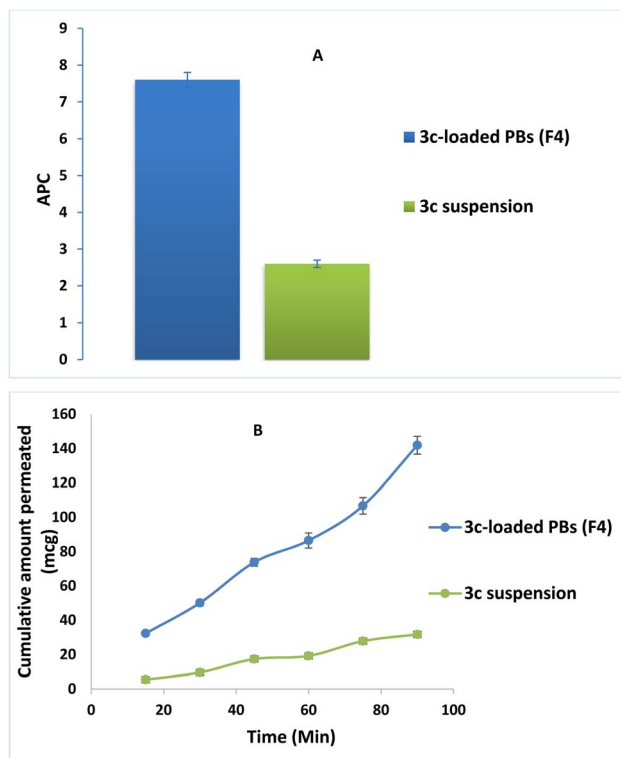 A
9
8
7
6
5
4
3
2
1
0
APC
3c-loaded PBs (F4)
3c suspension
B
160
140
120
100
80
60
40
20
0
Cumulative amount permeated
(mcg)
0 20 40 60 80 100
Time (Min)
3c-loaded PBs (F4)
3c suspension